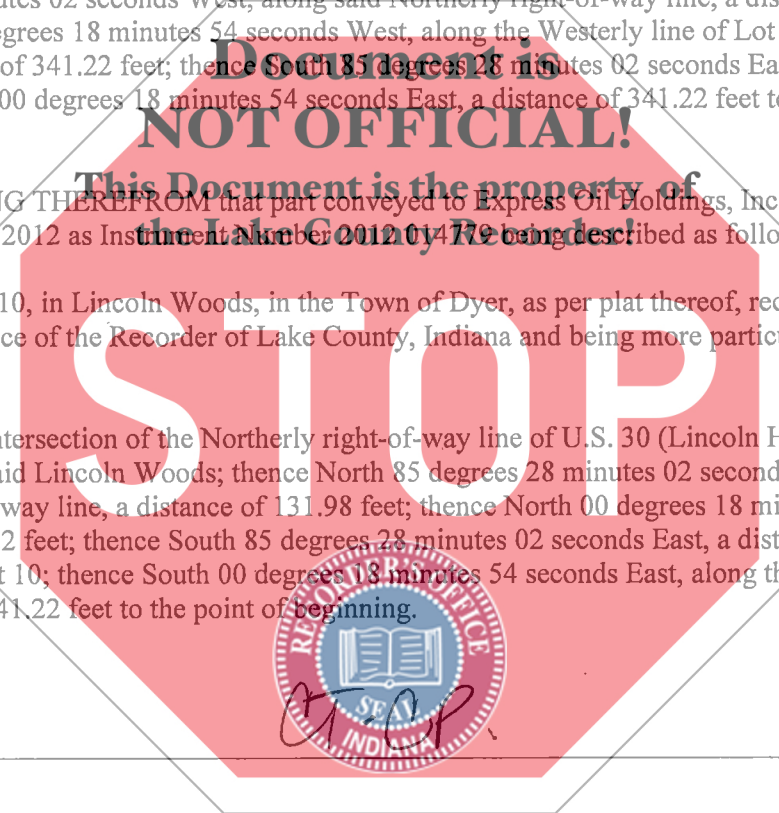 utes 02 seconds West, along said Northerly right-of-way line, a dis
egrees 18 minutes 54 seconds West, along the Westerly line of Lot
of 341.22 feet; thence South 85 degrees 28 minutes 02 seconds Ea
00 degrees 18 minutes 54 seconds East, a distance of 341.22 feet to
Document is
NOT OFFICIAL!
This Document is the property of
the Lake County Recorder!
G THEREFROM that part conveyed to Express Oil Holdings, Inc
2012 as Instrument Number 2012 014779 being described as follo
10, in Lincoln Woods, in the Town of Dyer, as per plat thereof, rec
ce of the Recorder of Lake County, Indiana and being more particu
STOP
ntersection of the Northerly right-of-way line of U.S. 30 (Lincoln H
aid Lincoln Woods; thence North 85 degrees 28 minutes 02 second
way line, a distance of 131.98 feet; thence North 00 degrees 18 mi
2 feet; thence South 85 degrees 28 minutes 02 seconds East, a dist
t 10; thence South 00 degrees 18 minutes 54 seconds East, along th
41.22 feet to the point of beginning.
RECORDER'S OFFICE
SEAL
INDIANA
CT-CP.